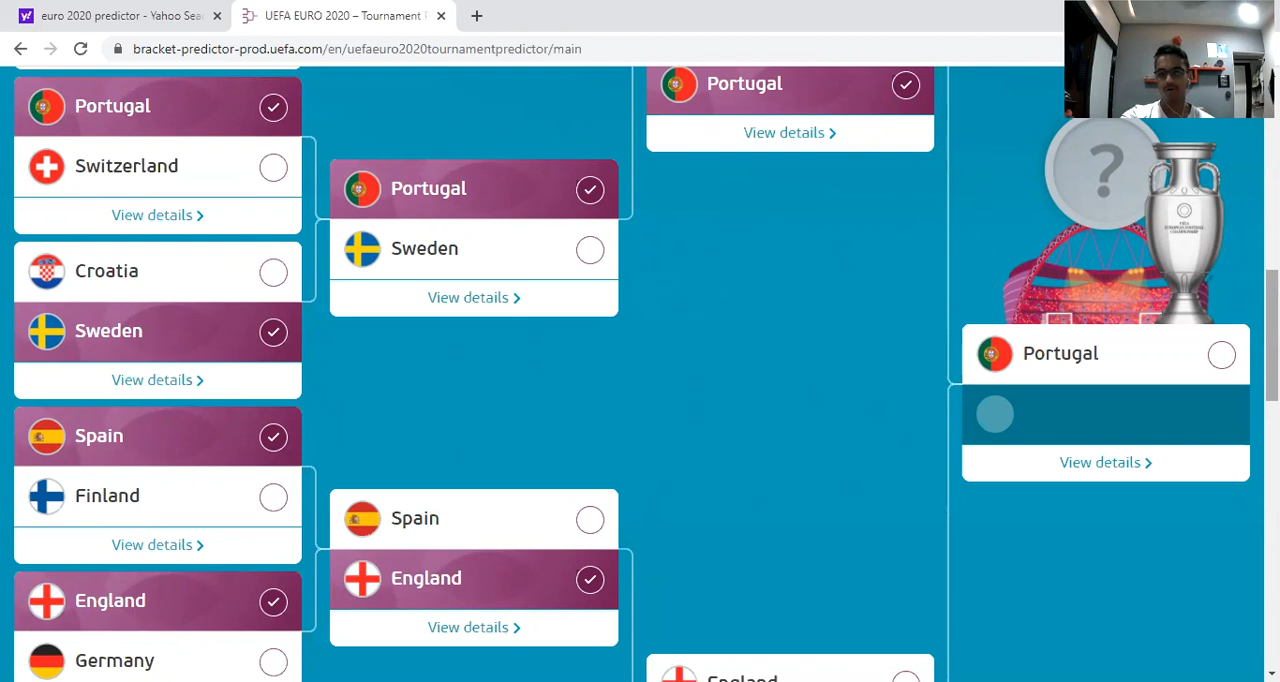 euro 2020 predictor - Yahoo Sea
UEFA EURO 2020 – Tournament
bracket-predictor-prod.uefa.com/en/uefaeuro2020tournamentpredictor/main
Portugal
Switzerland
View details
Croatia
Sweden
View details
Spain
Finland
View details
England
Germany
Portugal
Sweden
View details
Spain
England
View details
Portugal
View details
England
?
Portugal
View details